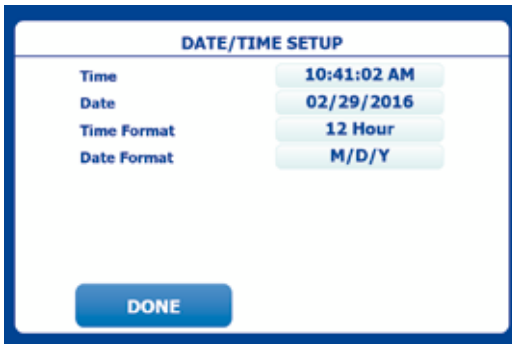 DATE/TIME SETUP
Time 10:41:02 AM
Date 02/29/2016
Time Format 12 Hour
Date Format M/D/Y
DONE